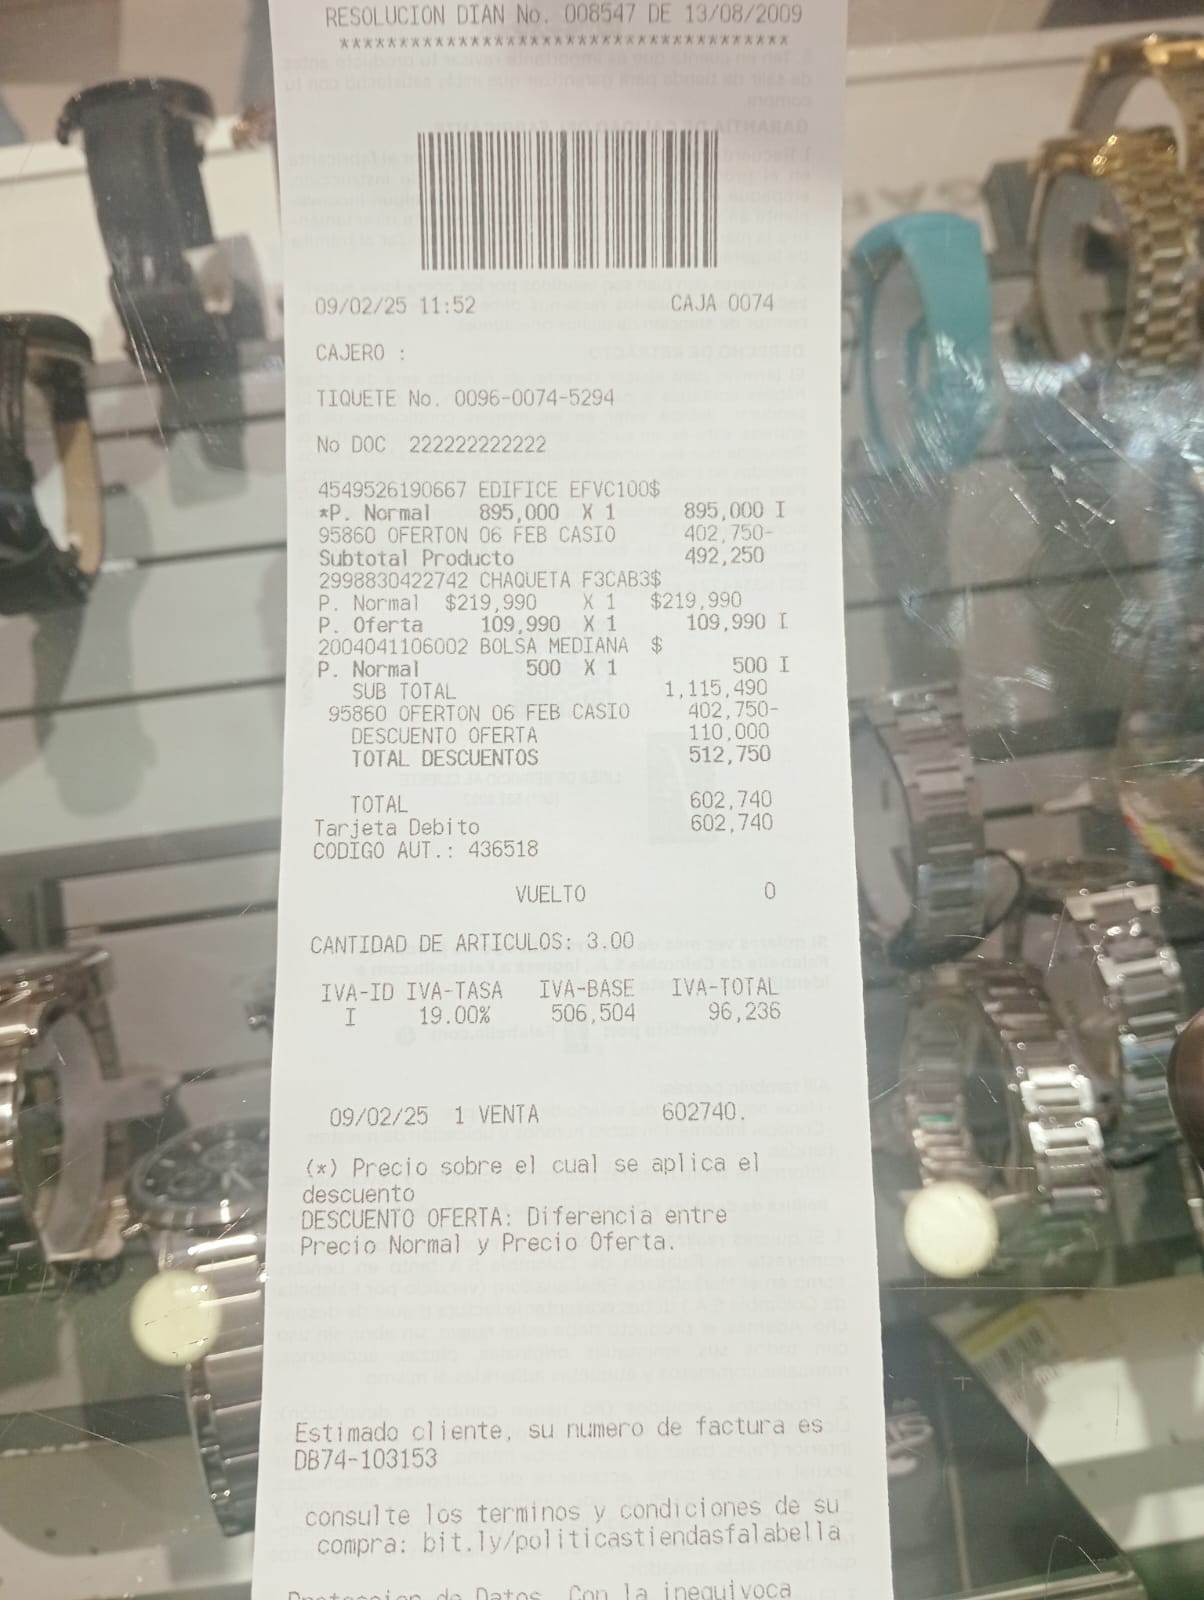 RESOLUCION DIAN No. 008547 DE 13/08/2009
**************************************
09/02/25 11:52 CAJA 0074
CAJERO :
TIQUETE No. 0096-0074-5294
No DOC 222222222222
4549526190667 EDIFICE EFVC100$
*P. Normal 895,000 X 1 895,000 I
95860 OFERTON 06 FEB CASIO 402,750-
Subtotal Producto 492,250
2998830422742 CHAQUETA F3CAB3$
P. Normal $219,990 X 1 $219,990
P. Oferta 109,990 X 1 109,990 I
2004041106002 BOLSA MEDIANA $
P. Normal 500 X 1 500 I
SUB TOTAL 1,115,490
95860 OFERTON 06 FEB CASIO 402,750-
DESCUENTO OFERTA 110,000
TOTAL DESCUENTOS 512,750
TOTAL 602,740
Tarjeta Debito 602,740
CODIGO AUT.: 436518
VUELTO 0
CANTIDAD DE ARTICULOS: 3.00
IVA-ID IVA-TASA IVA-BASE IVA-TOTAL
I 19.00% 506,504 96,236
09/02/25 1 VENTA 602740.
(*) Precio sobre el cual se aplica el
descuento
DESCUENTO OFERTA: Diferencia entre
Precio Normal y Precio Oferta.
Estimado cliente, su numero de factura es
DB74-103153
consulte los terminos y condiciones de su
compra: bit.ly/politicastiendasfalabella
Proteccion de Datos. Con la inequivoca